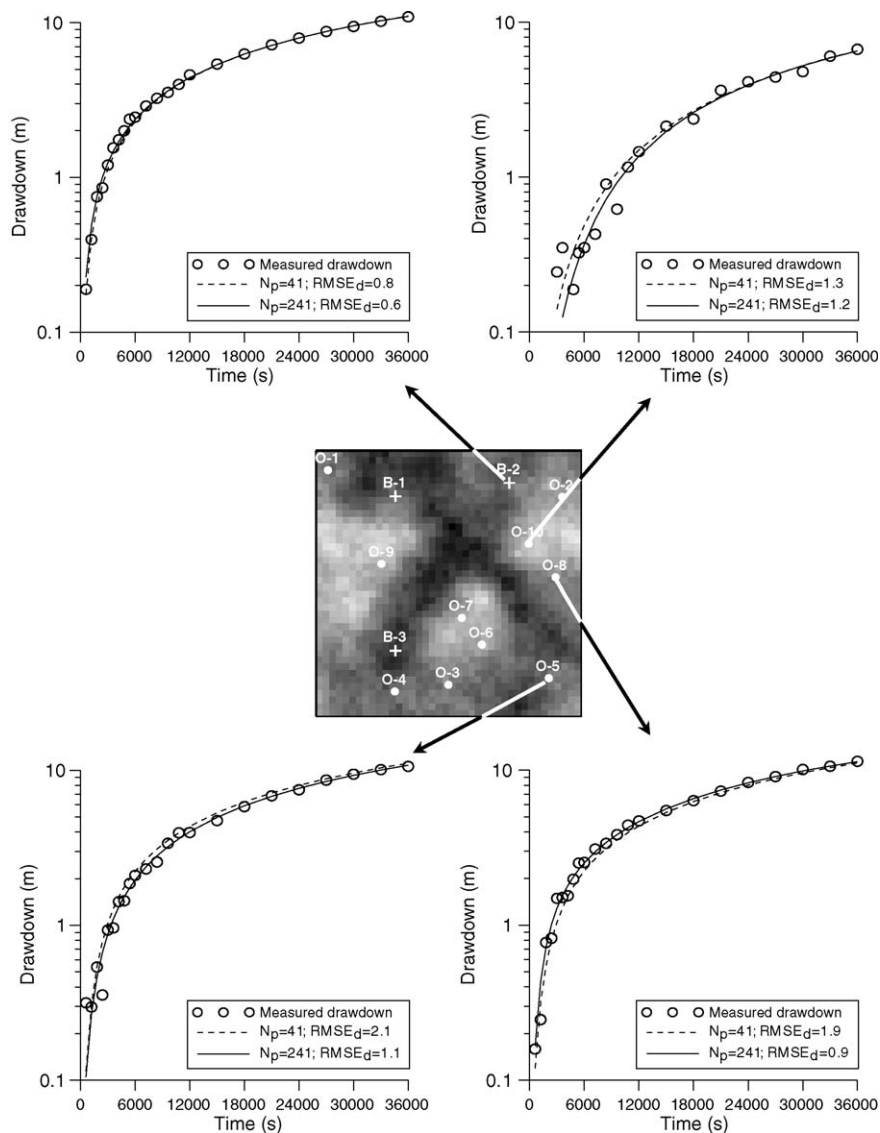 10
1
0.1
Drawdown (m)
Measured drawdown
Np=41; RMSEd=0.8
Np=241; RMSEd=0.6
0 6000 12000 18000 24000 30000 36000
Time (s)
10
1
0.1
Drawdown (m)
Measured drawdown
Np=41; RMSEd=1.3
Np=241; RMSEd=1.2
0 6000 12000 18000 24000 30000 36000
Time (s)
O-1
B-2
B-1
O-2
O-10
O-9
O-8
O-7
O-6
B-3
O-5
O-3
O-4
10
1
0.1
Drawdown (m)
Measured drawdown
Np=41; RMSEd=2.1
Np=241; RMSEd=1.1
0 6000 12000 18000 24000 30000 36000
Time (s)
10
1
0.1
Drawdown (m)
Measured drawdown
Np=41; RMSEd=1.9
Np=241; RMSEd=0.9
0 6000 12000 18000 24000 30000 36000
Time (s)